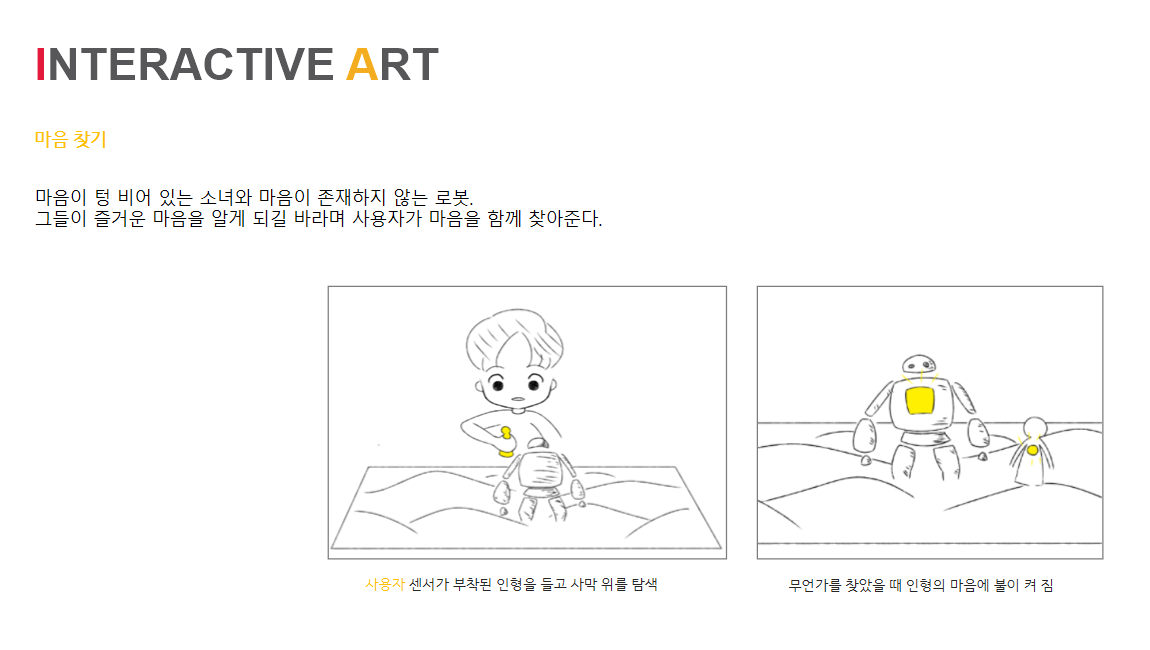 INTERACTIVE ART
마음 찾기
마음이 텅 비어 있는 소녀와 마음이 존재하지 않는 로봇.
그들이 즐거운 마음을 알게 되길 바라며 사용자가 마음을 함께 찾아준다.
사용자 센서가 부착된 인형을 들고 사막 위를 탐색
무언가를 찾았을 때 인형의 마음에 불이 켜 짐